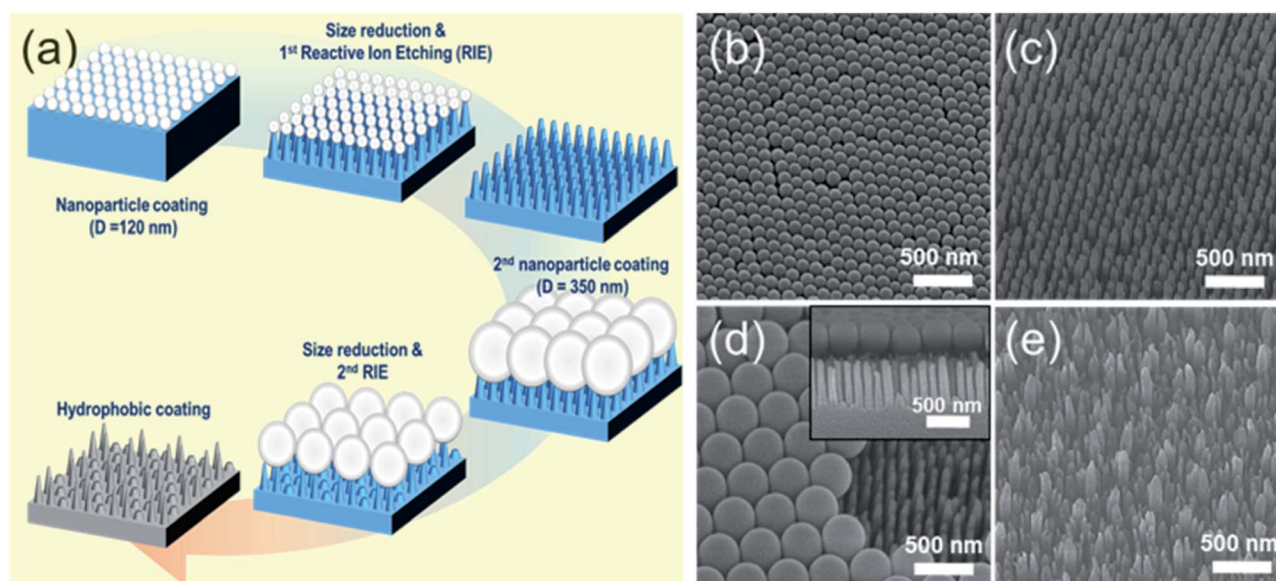 (a)
Size reduction &
1st Reactive Ion Etching (RIE)
Nanoparticle coating
(D =120 nm)
2nd nanoparticle coating
(D = 350 nm)
Size reduction &
2nd RIE
Hydrophobic coating
(b)
500 nm
(c)
500 nm
(d)
500 nm
500 nm
(e)
500 nm